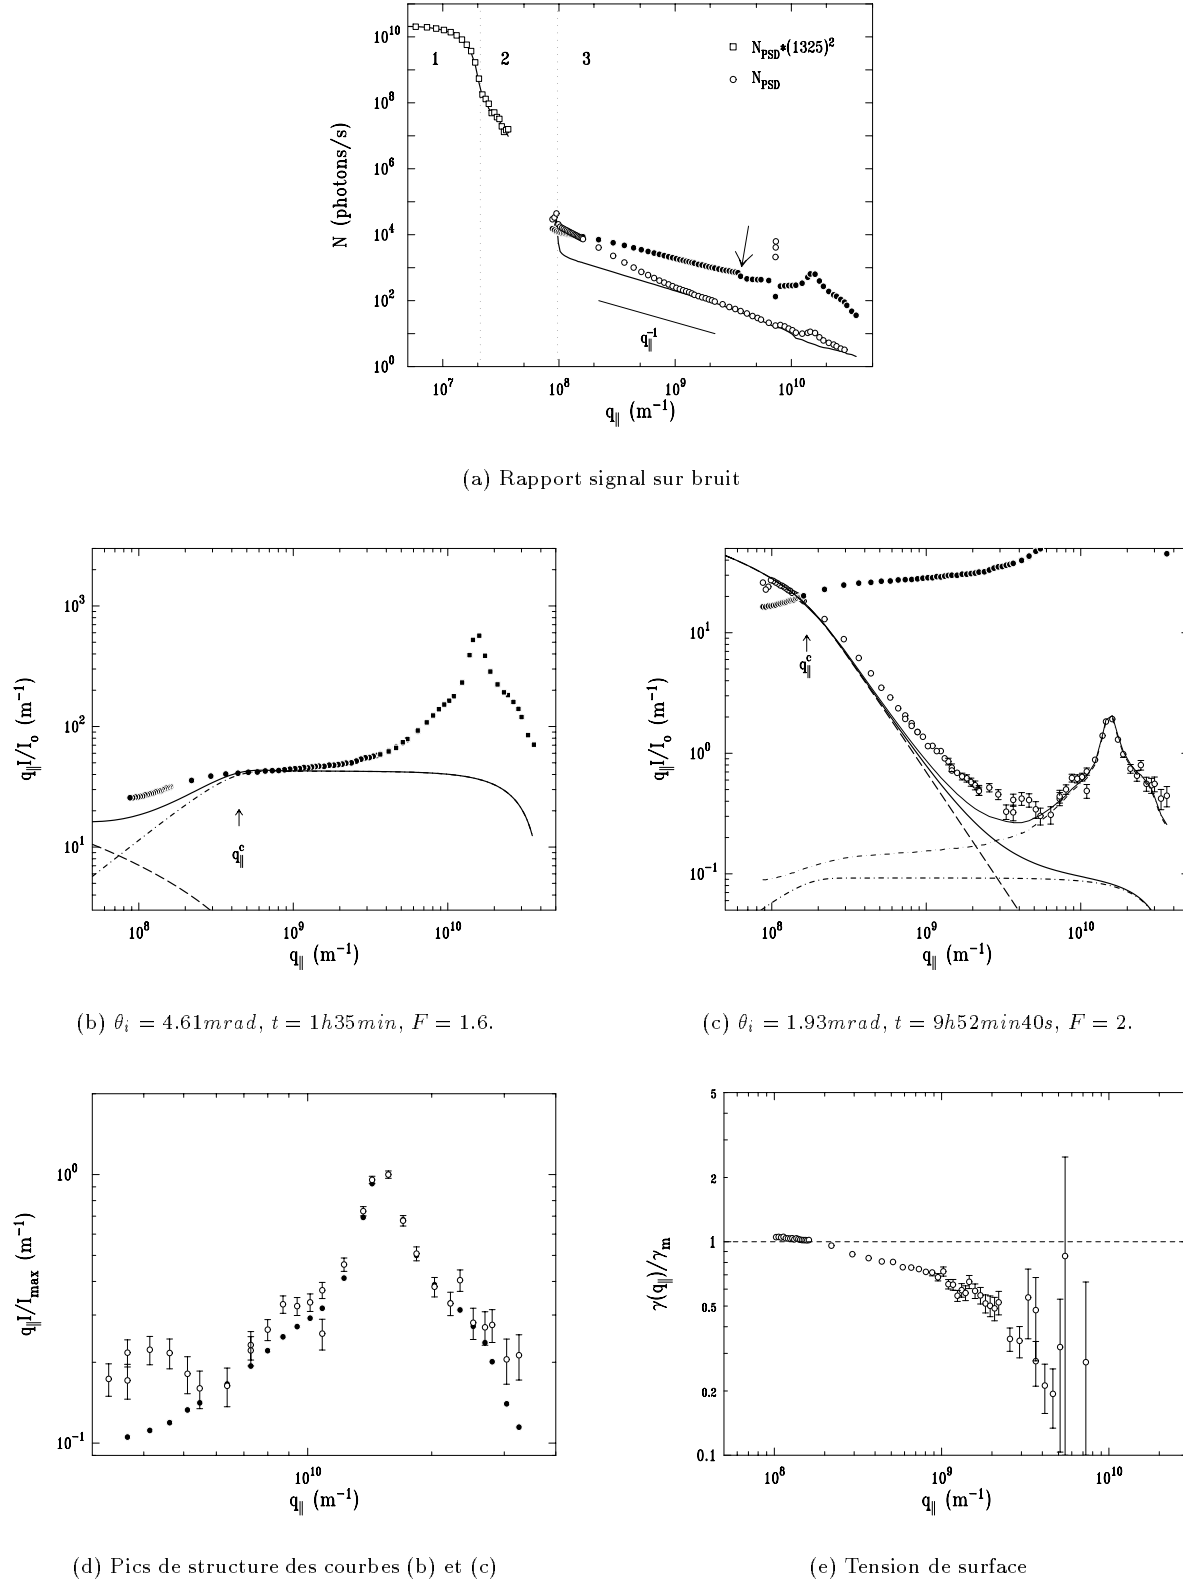 10^10
10^8
10^6
10^4
10^2
10^0
N (photons/s)
1
2
3
□ N_PSD*(1325)^2
○ N_PSD
q_∥^-1
10^7
10^8
10^9
10^10
q_∥ (m^-1)
(a) Rapport signal sur bruit
10^3
10^2
10^1
q_∥I/I_o (m^-1)
q_∥^c
10^8
10^9
10^10
q_∥ (m^-1)
(b) θ_i = 4.61mrad, t = 1h35min, F = 1.6.
10^1
10^0
10^-1
q_∥I/I_o (m^-1)
q_∥^c
10^8
10^9
10^10
q_∥ (m^-1)
(c) θ_i = 1.93mrad, t = 9h52min40s, F = 2.
10^0
10^-1
q_∥I/I_max (m^-1)
10^10
q_∥ (m^-1)
(d) Pics de structure des courbes (b) et (c)
5
2
1
0.5
0.2
0.1
γ(q_∥)/γ_m
10^8
10^9
10^10
q_∥ (m^-1)
(e) Tension de surface